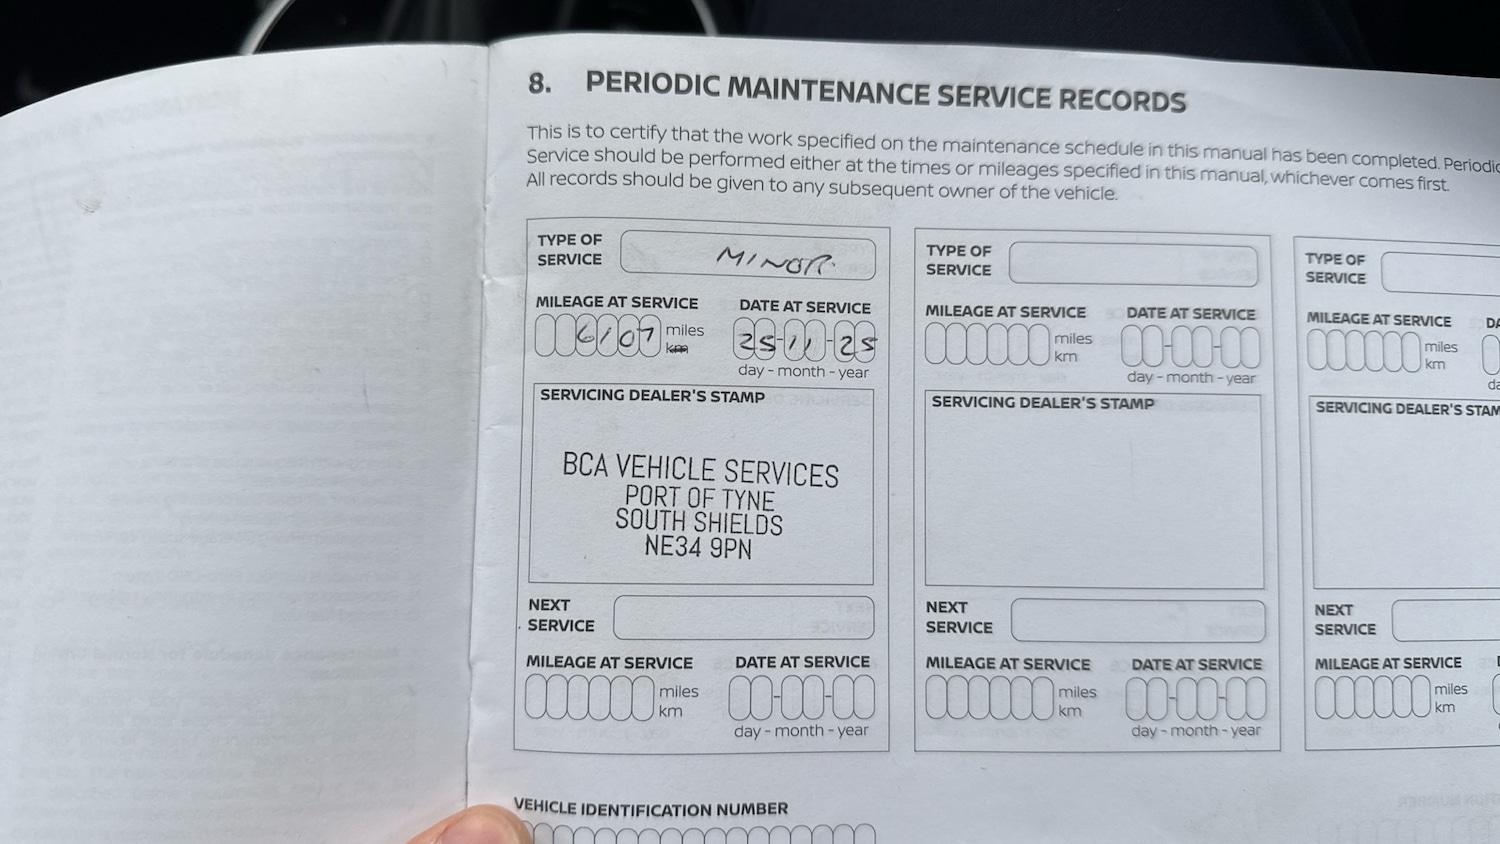 8. PERIODIC MAINTENANCE SERVICE RECORDS
This is to certify that the work specified on the maintenance schedule in this manual has been completed. Periodic
Service should be performed either at the times or mileages specified in this manual, whichever comes first.
All records should be given to any subsequent owner of the vehicle.
TYPE OF
SERVICE
MINOR
MILEAGE AT SERVICE
6107
miles
km
DATE AT SERVICE
25-11-25
day - month - year
SERVICING DEALER'S STAMP
BCA VEHICLE SERVICES
PORT OF TYNE
SOUTH SHIELDS
NE34 9PN
NEXT
SERVICE
MILEAGE AT SERVICE
miles
km
DATE AT SERVICE
day - month - year
TYPE OF
SERVICE
MILEAGE AT SERVICE
miles
km
DATE AT SERVICE
day - month - year
SERVICING DEALER'S STAMP
NEXT
SERVICE
MILEAGE AT SERVICE
miles
km
DATE AT SERVICE
day - month - year
TYPE OF
SERVICE
MILEAGE AT SERVICE
miles
km
DA
da
SERVICING DEALER'S STAM
NEXT
SERVICE
MILEAGE AT SERVICE
miles
km
VEHICLE IDENTIFICATION NUMBER